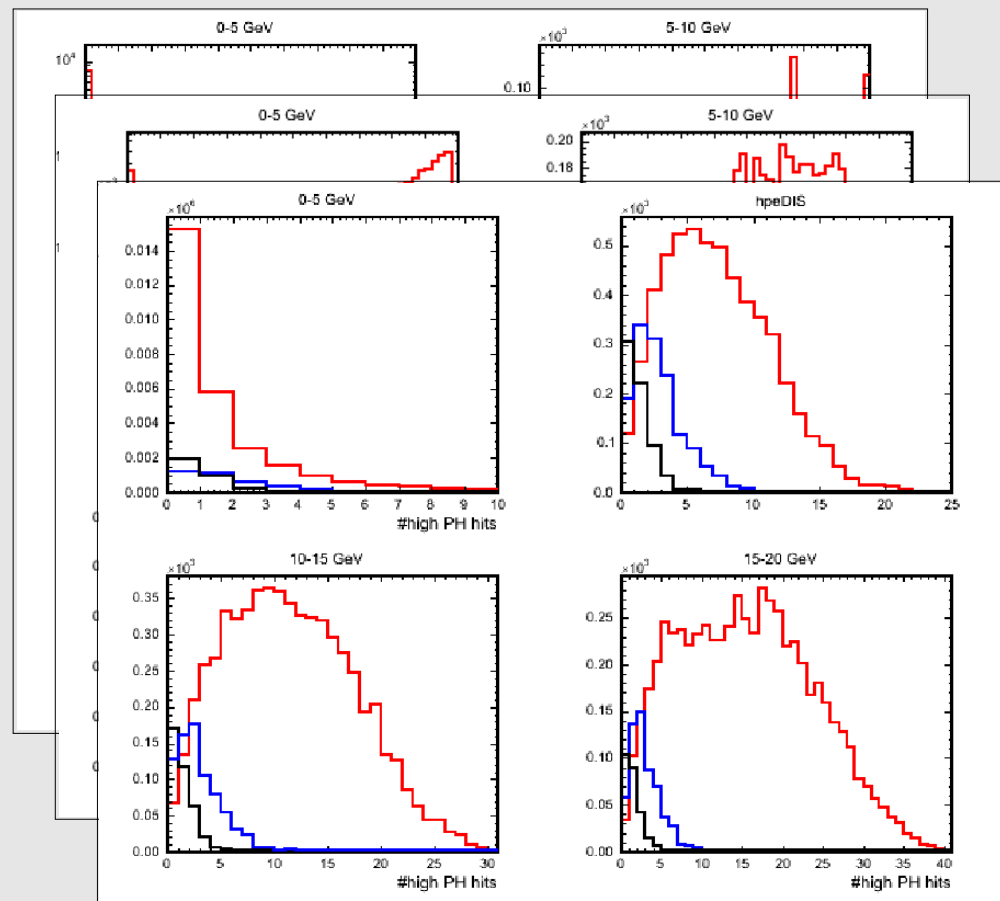 0-5 GeV
5-10 GeV
10⁴
×10³
0.10
0-5 GeV
5-10 GeV
×10³
0.20
0.18
0-5 GeV
hpeDIS
×10⁶
0.014
0.012
0.010
0.008
0.006
0.004
0.002
0.000
0 1 2 3 4 5 6 7 8 9 10
#high PH hits
×10³
0.5
0.4
0.3
0.2
0.1
0.0
0 5 10 15 20 25
#high PH hits
10-15 GeV
15-20 GeV
×10³
0.35
0.30
0.25
0.20
0.15
0.10
0.05
0.00
0 5 10 15 20 25 30
#high PH hits
×10³
0.25
0.20
0.15
0.10
0.05
0.00
0 5 10 15 20 25 30 35 40
#high PH hits